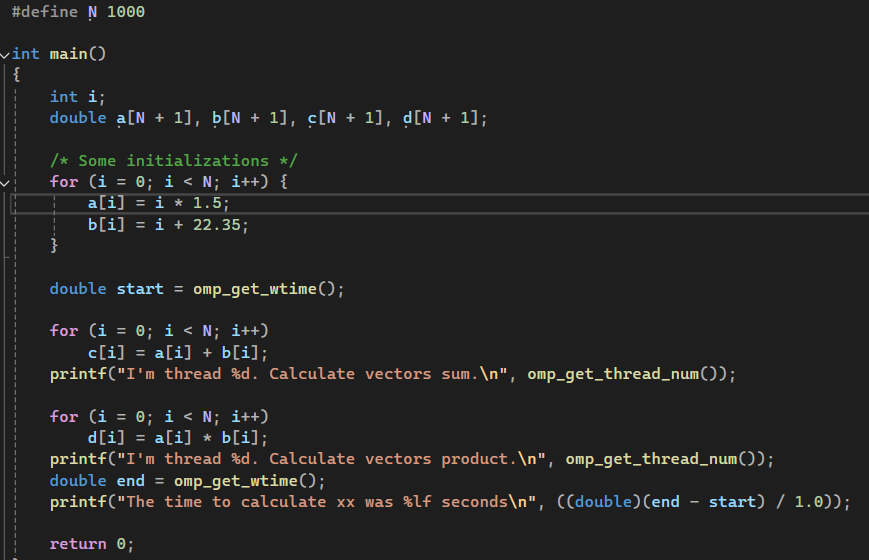 #define N 1000
int main()
{
int i;
double a[N + 1], b[N + 1], c[N + 1], d[N + 1];
/* Some initializations */
for (i = 0; i < N; i++) {
a[i] = i * 1.5;
b[i] = i + 22.35;
}
double start = omp_get_wtime();
for (i = 0; i < N; i++)
c[i] = a[i] + b[i];
printf("I'm thread %d. Calculate vectors sum.\n", omp_get_thread_num());
for (i = 0; i < N; i++)
d[i] = a[i] * b[i];
printf("I'm thread %d. Calculate vectors product.\n", omp_get_thread_num());
double end = omp_get_wtime();
printf("The time to calculate xx was %lf seconds\n", ((double)(end - start) / 1.0));
return 0;